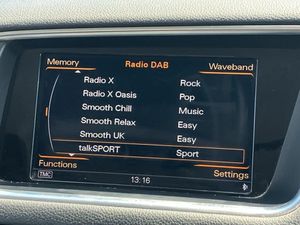 Memory Radio DAB Waveband
Radio X Rock
Radio X Oasis Pop
Smooth Chill Music
Smooth Relax Easy
Smooth UK Easy
talkSPORT Sport
Functions Settings
TMC 13:16